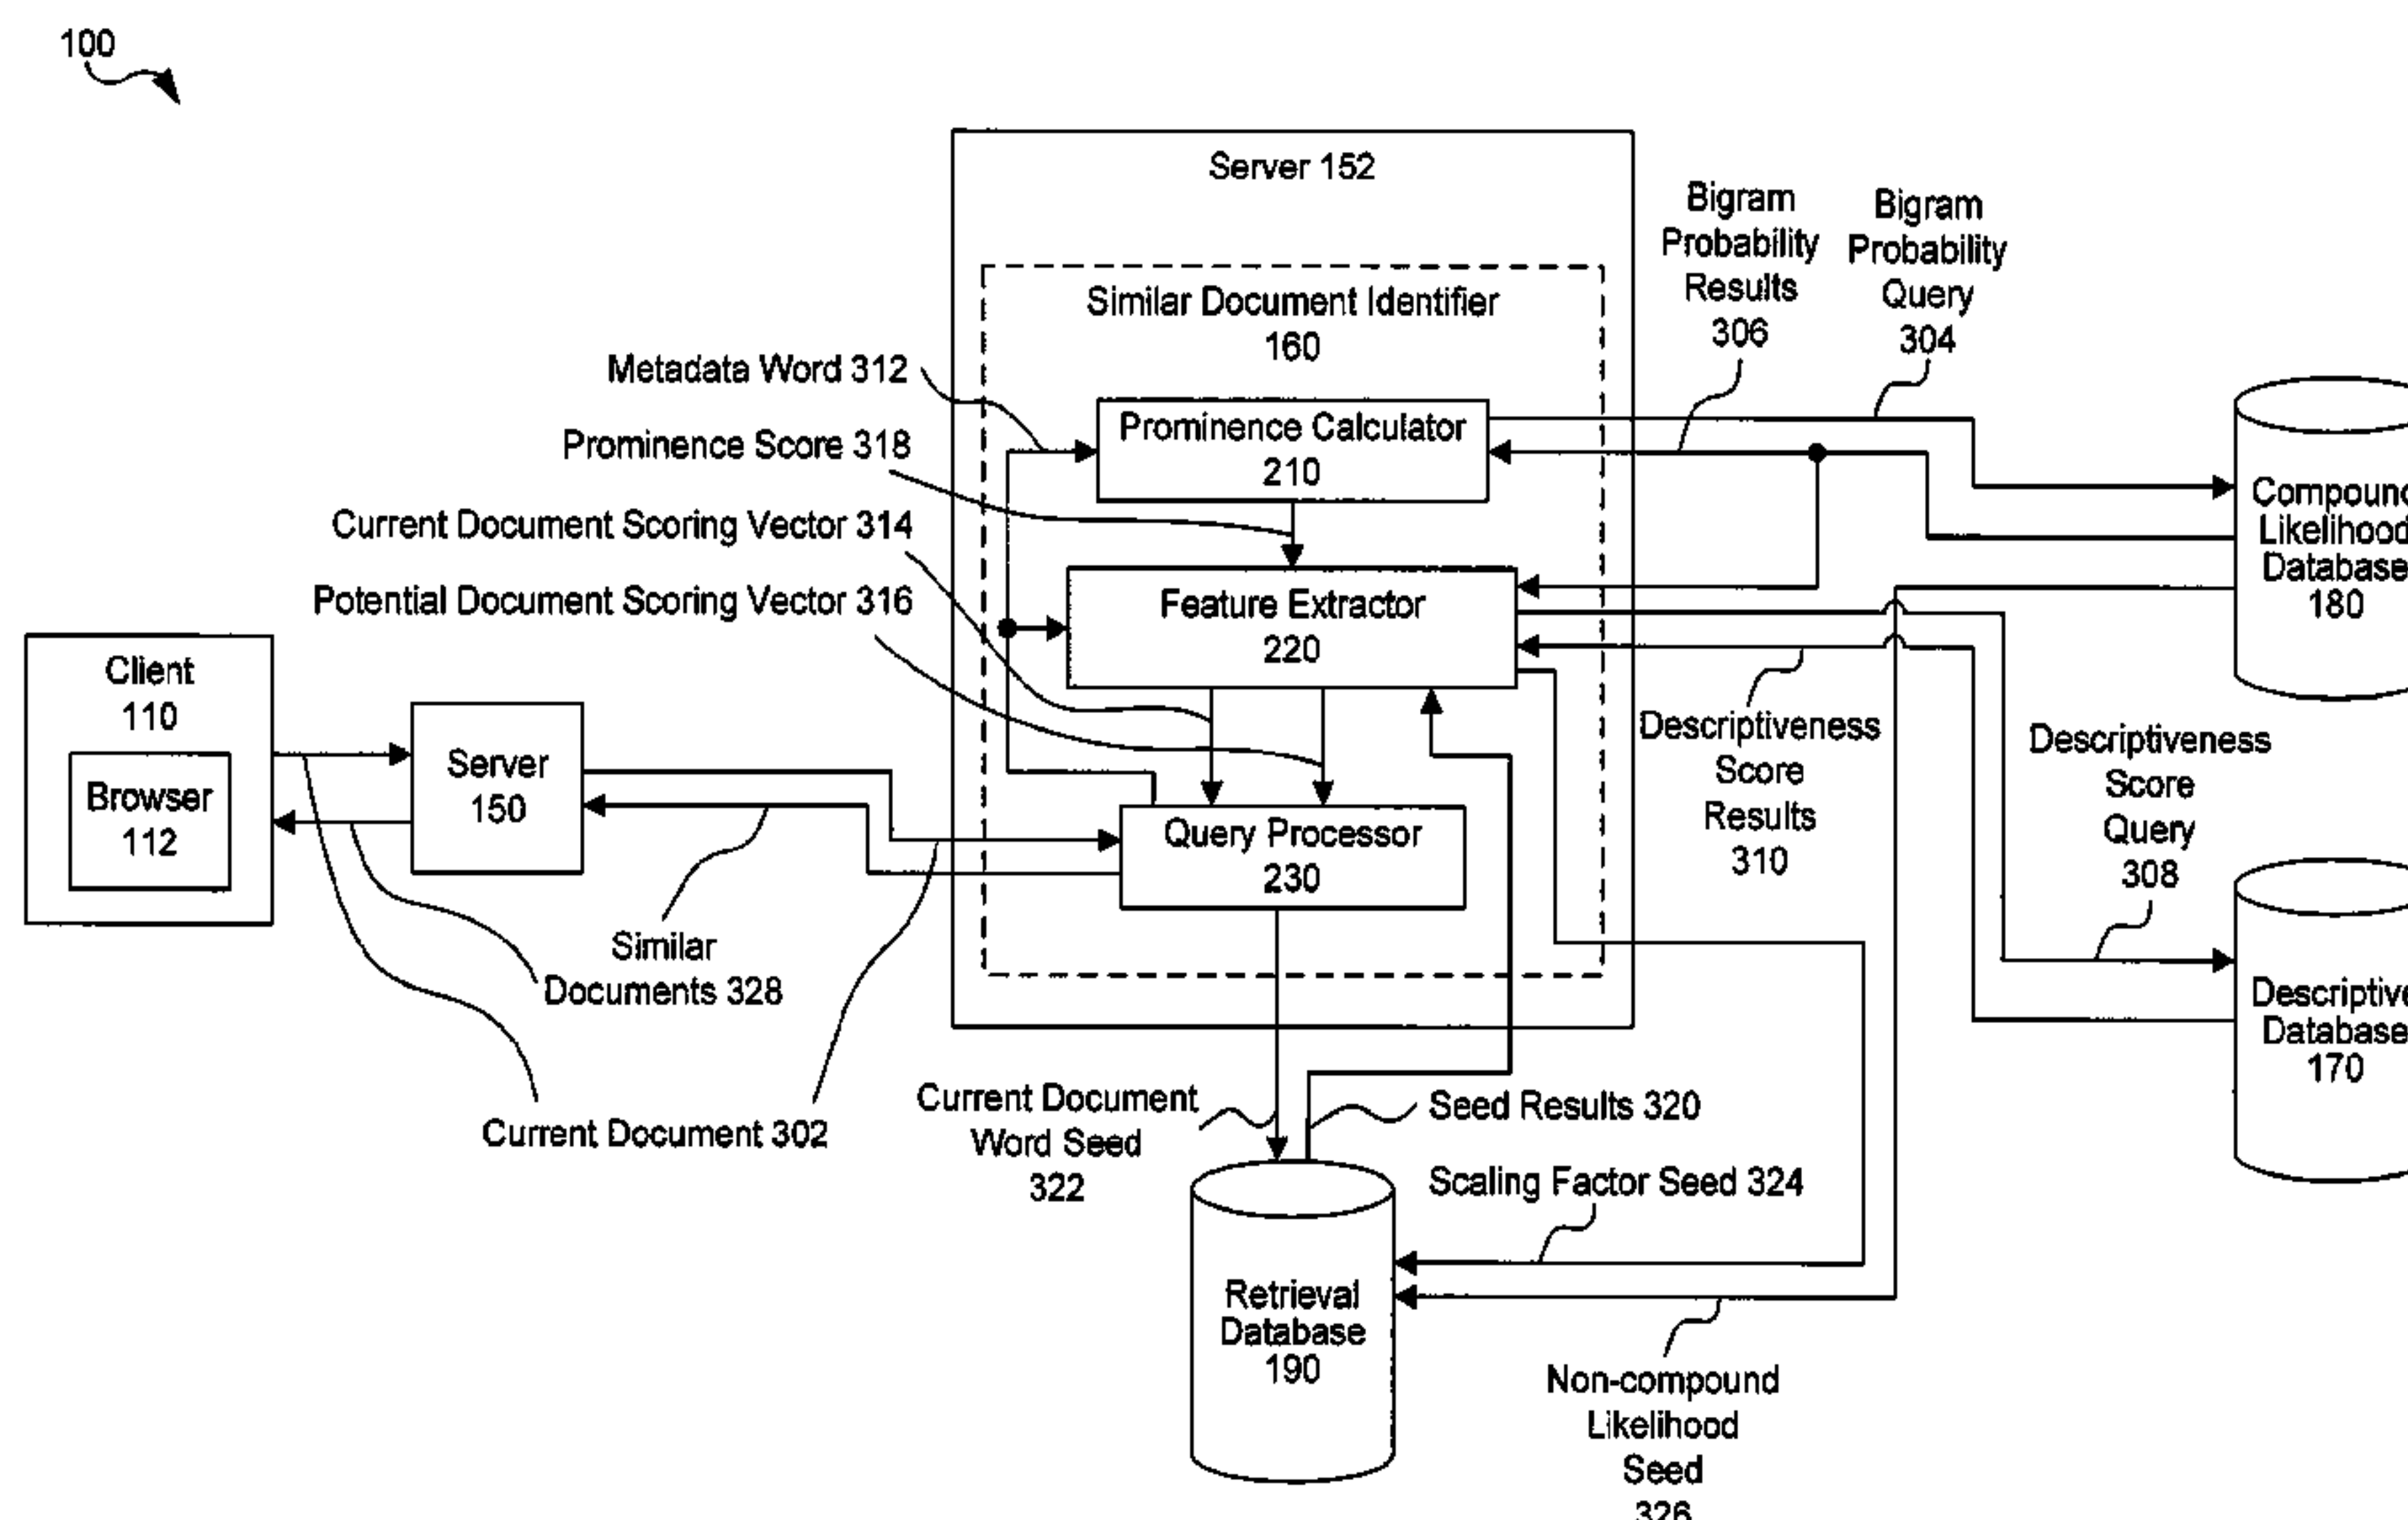 100
Server 152
Bigram
Probability
Results
306
Bigram
Probability
Query
304
Similar Document Identifier
160
Metadata Word 312
Prominence Calculator
210
Prominence Score 318
Current Document Scoring Vector 314
Potential Document Scoring Vector 316
Feature Extractor
220
Compound
Likelihood
Database
180
Client
110
Browser
112
Server
150
Query Processor
230
Descriptiveness
Score
Results
310
Descriptiveness
Score
Query
308
Similar
Documents 328
Descriptive
Database
170
Current Document 302
Current Document
Word Seed
322
Seed Results 320
Scaling Factor Seed 324
Retrieval
Database
190
Non-compound
Likelihood
Seed
326